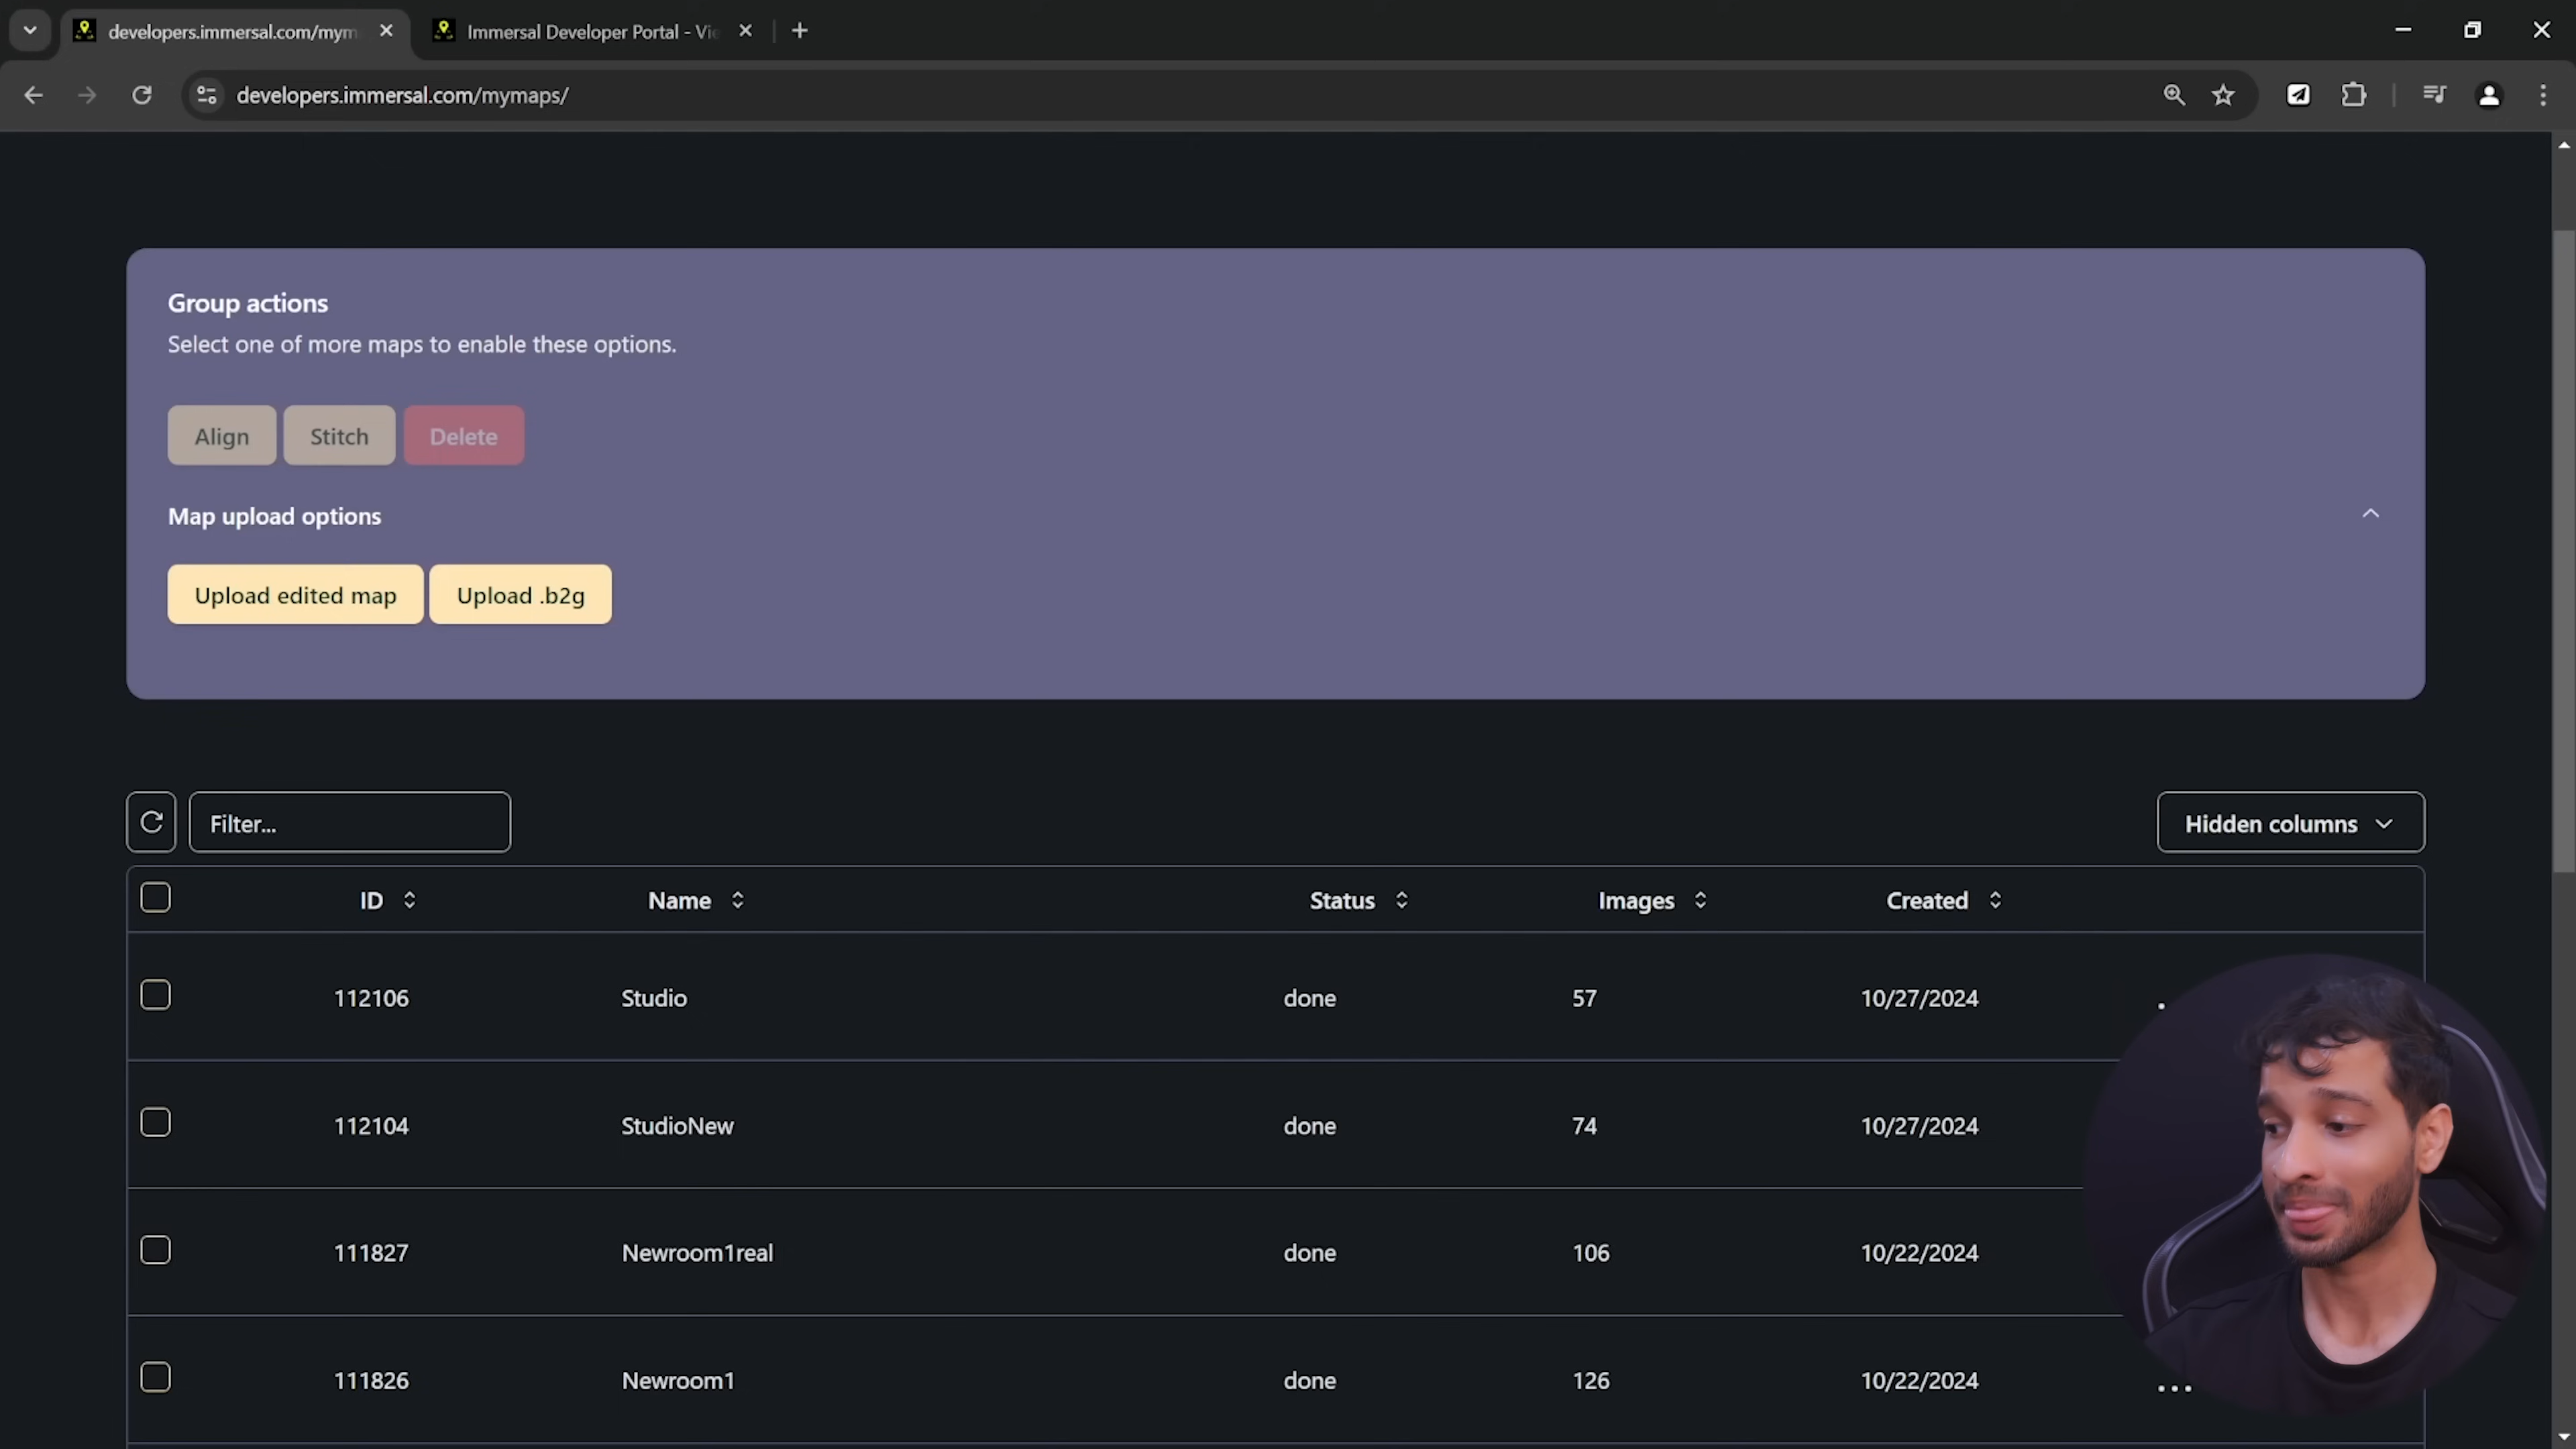 developers.immersal.com/mym
Immersal Developer Portal - Vie
developers.immersal.com/mymaps/
Group actions
Select one of more maps to enable these options.
Align Stitch Delete
Map upload options
Upload edited map Upload .b2g
Filter... Hidden columns
ID Name Status Images Created
112106 Studio done 57 10/27/2024
112104 StudioNew done 74 10/27/2024
111827 Newroom1real done 106 10/22/2024
111826 Newroom1 done 126 10/22/2024 ...